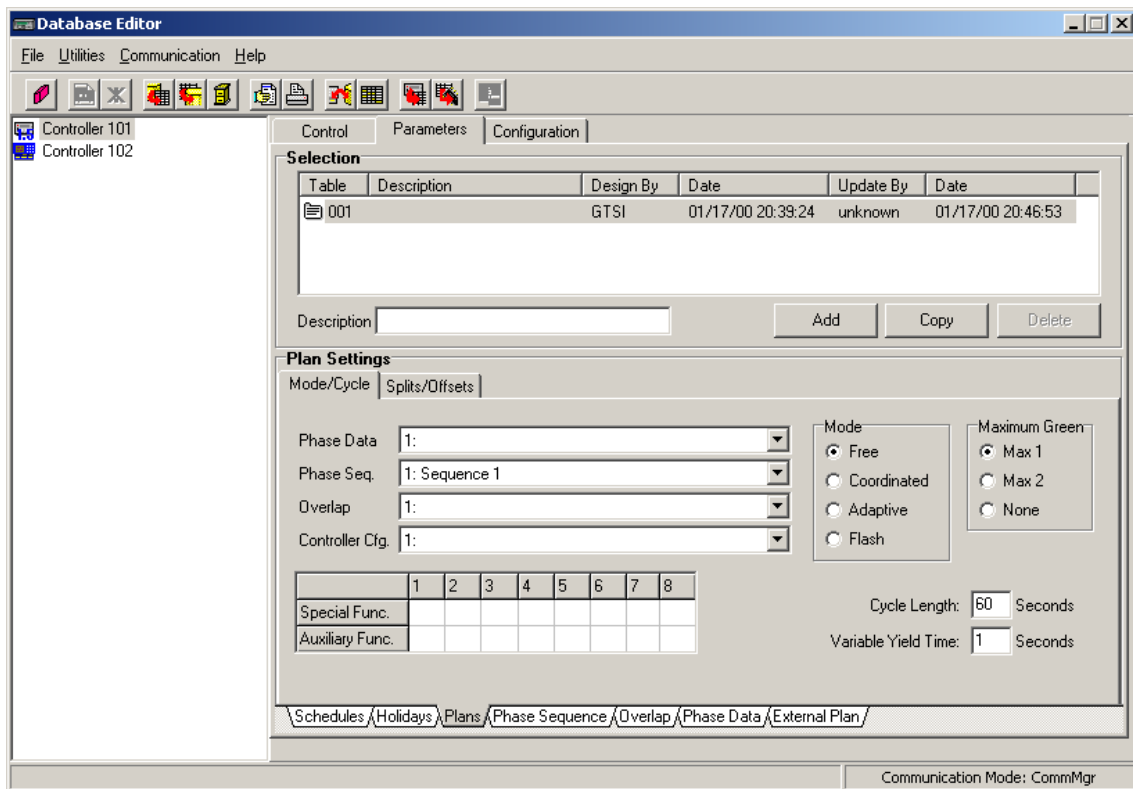 Database Editor
File Utilities Communication Help
Controller 101
Controller 102
Control Parameters Configuration
Selection
Table Description Design By Date Update By Date
001 GTSI 01/17/00 20:39:24 unknown 01/17/00 20:46:53
Description Add Copy Delete
Plan Settings
Mode/Cycle Splits/Offsets
Phase Data 1:
Phase Seq. 1: Sequence 1
Overlap 1:
Controller Cfg. 1:
Mode
Free
Coordinated
Adaptive
Flash
Maximum Green
Max 1
Max 2
None
1 2 3 4 5 6 7 8
Special Func.
Auxiliary Func.
Cycle Length: 60 Seconds
Variable Yield Time: 1 Seconds
Schedules Holidays Plans Phase Sequence Overlap Phase Data External Plan
Communication Mode: CommMgr